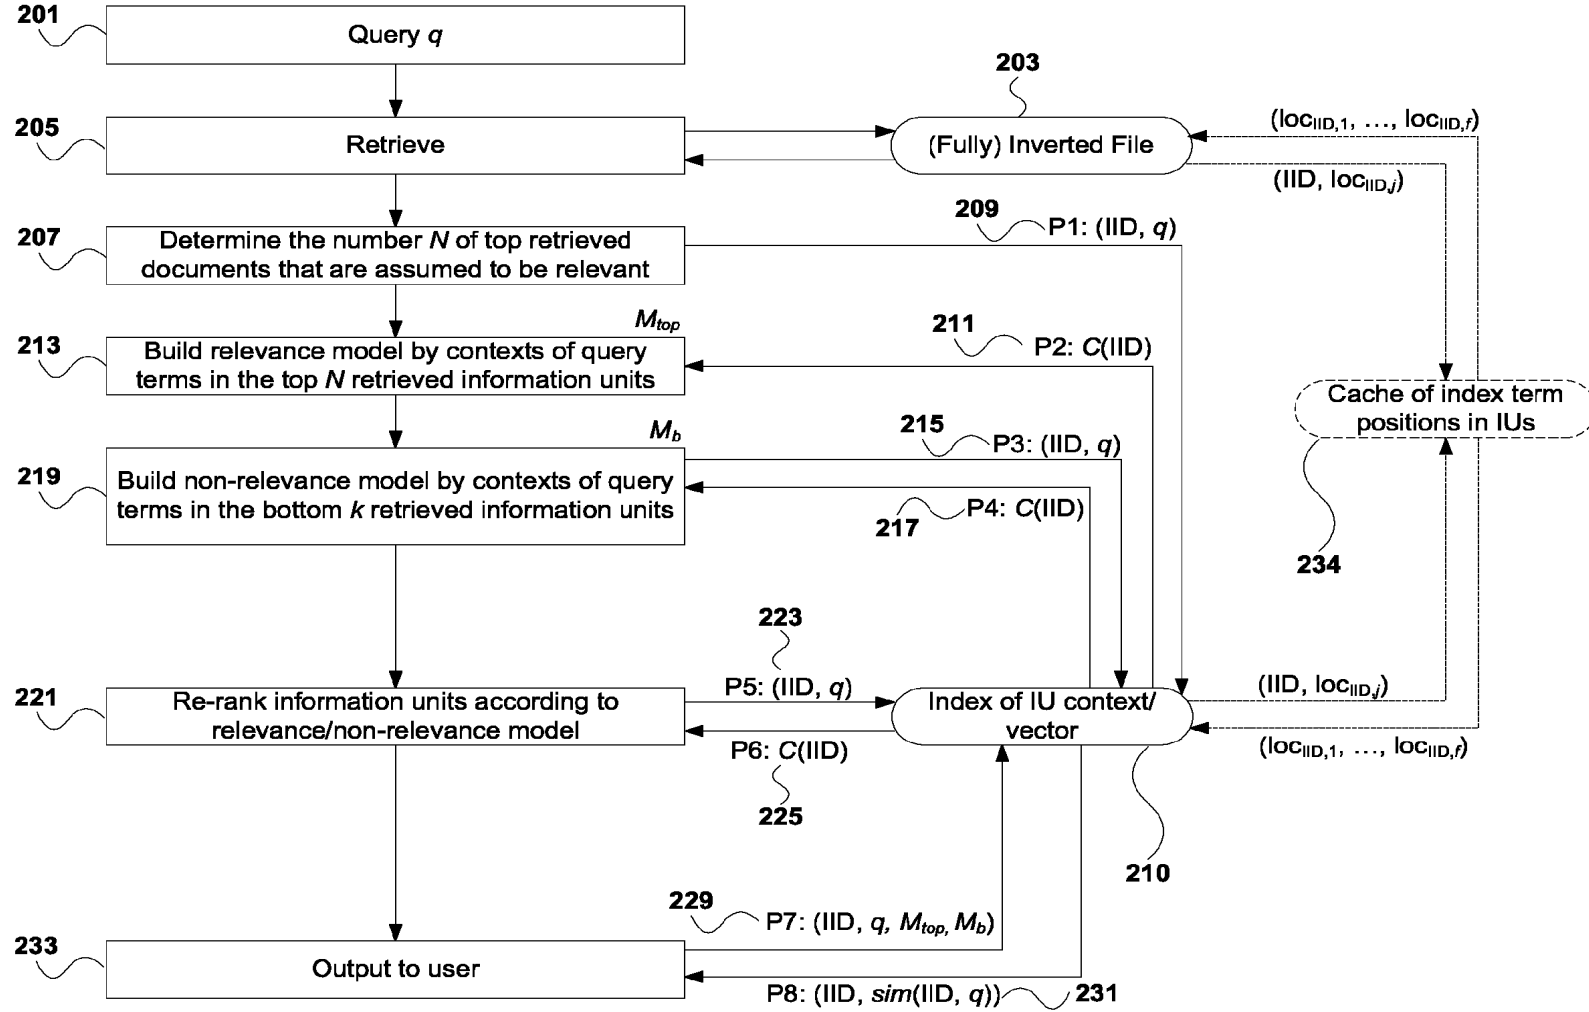 201
Query q
203
205
Retrieve
(Fully) Inverted File
(loc_IID,1, …, loc_IID,f)
(IID, loc_IID,j)
207
Determine the number N of top retrieved
documents that are assumed to be relevant
209
P1: (IID, q)
M_top
213
Build relevance model by contexts of query
terms in the top N retrieved information units
211
P2: C(IID)
Cache of index term
positions in IUs
234
M_b
219
Build non-relevance model by contexts of query
terms in the bottom k retrieved information units
215
P3: (IID, q)
217
P4: C(IID)
223
221
Re-rank information units according to
relevance/non-relevance model
P5: (IID, q)
P6: C(IID)
225
Index of IU context/
vector
(IID, loc_IID,j)
(loc_IID,1, …, loc_IID,f)
210
229
P7: (IID, q, M_top, M_b)
233
Output to user
P8: (IID, sim(IID, q))
231